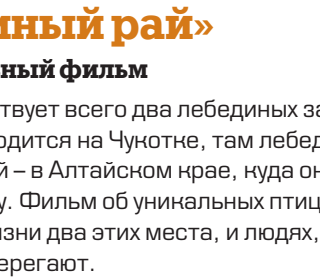 иный рай»
ный фильм
твует всего два лебединых за
одится на Чукотке, там лебед
й – в Алтайском крае, куда он
у. Фильм об уникальных птиц
изни два этих места, и людях,
ерегают.